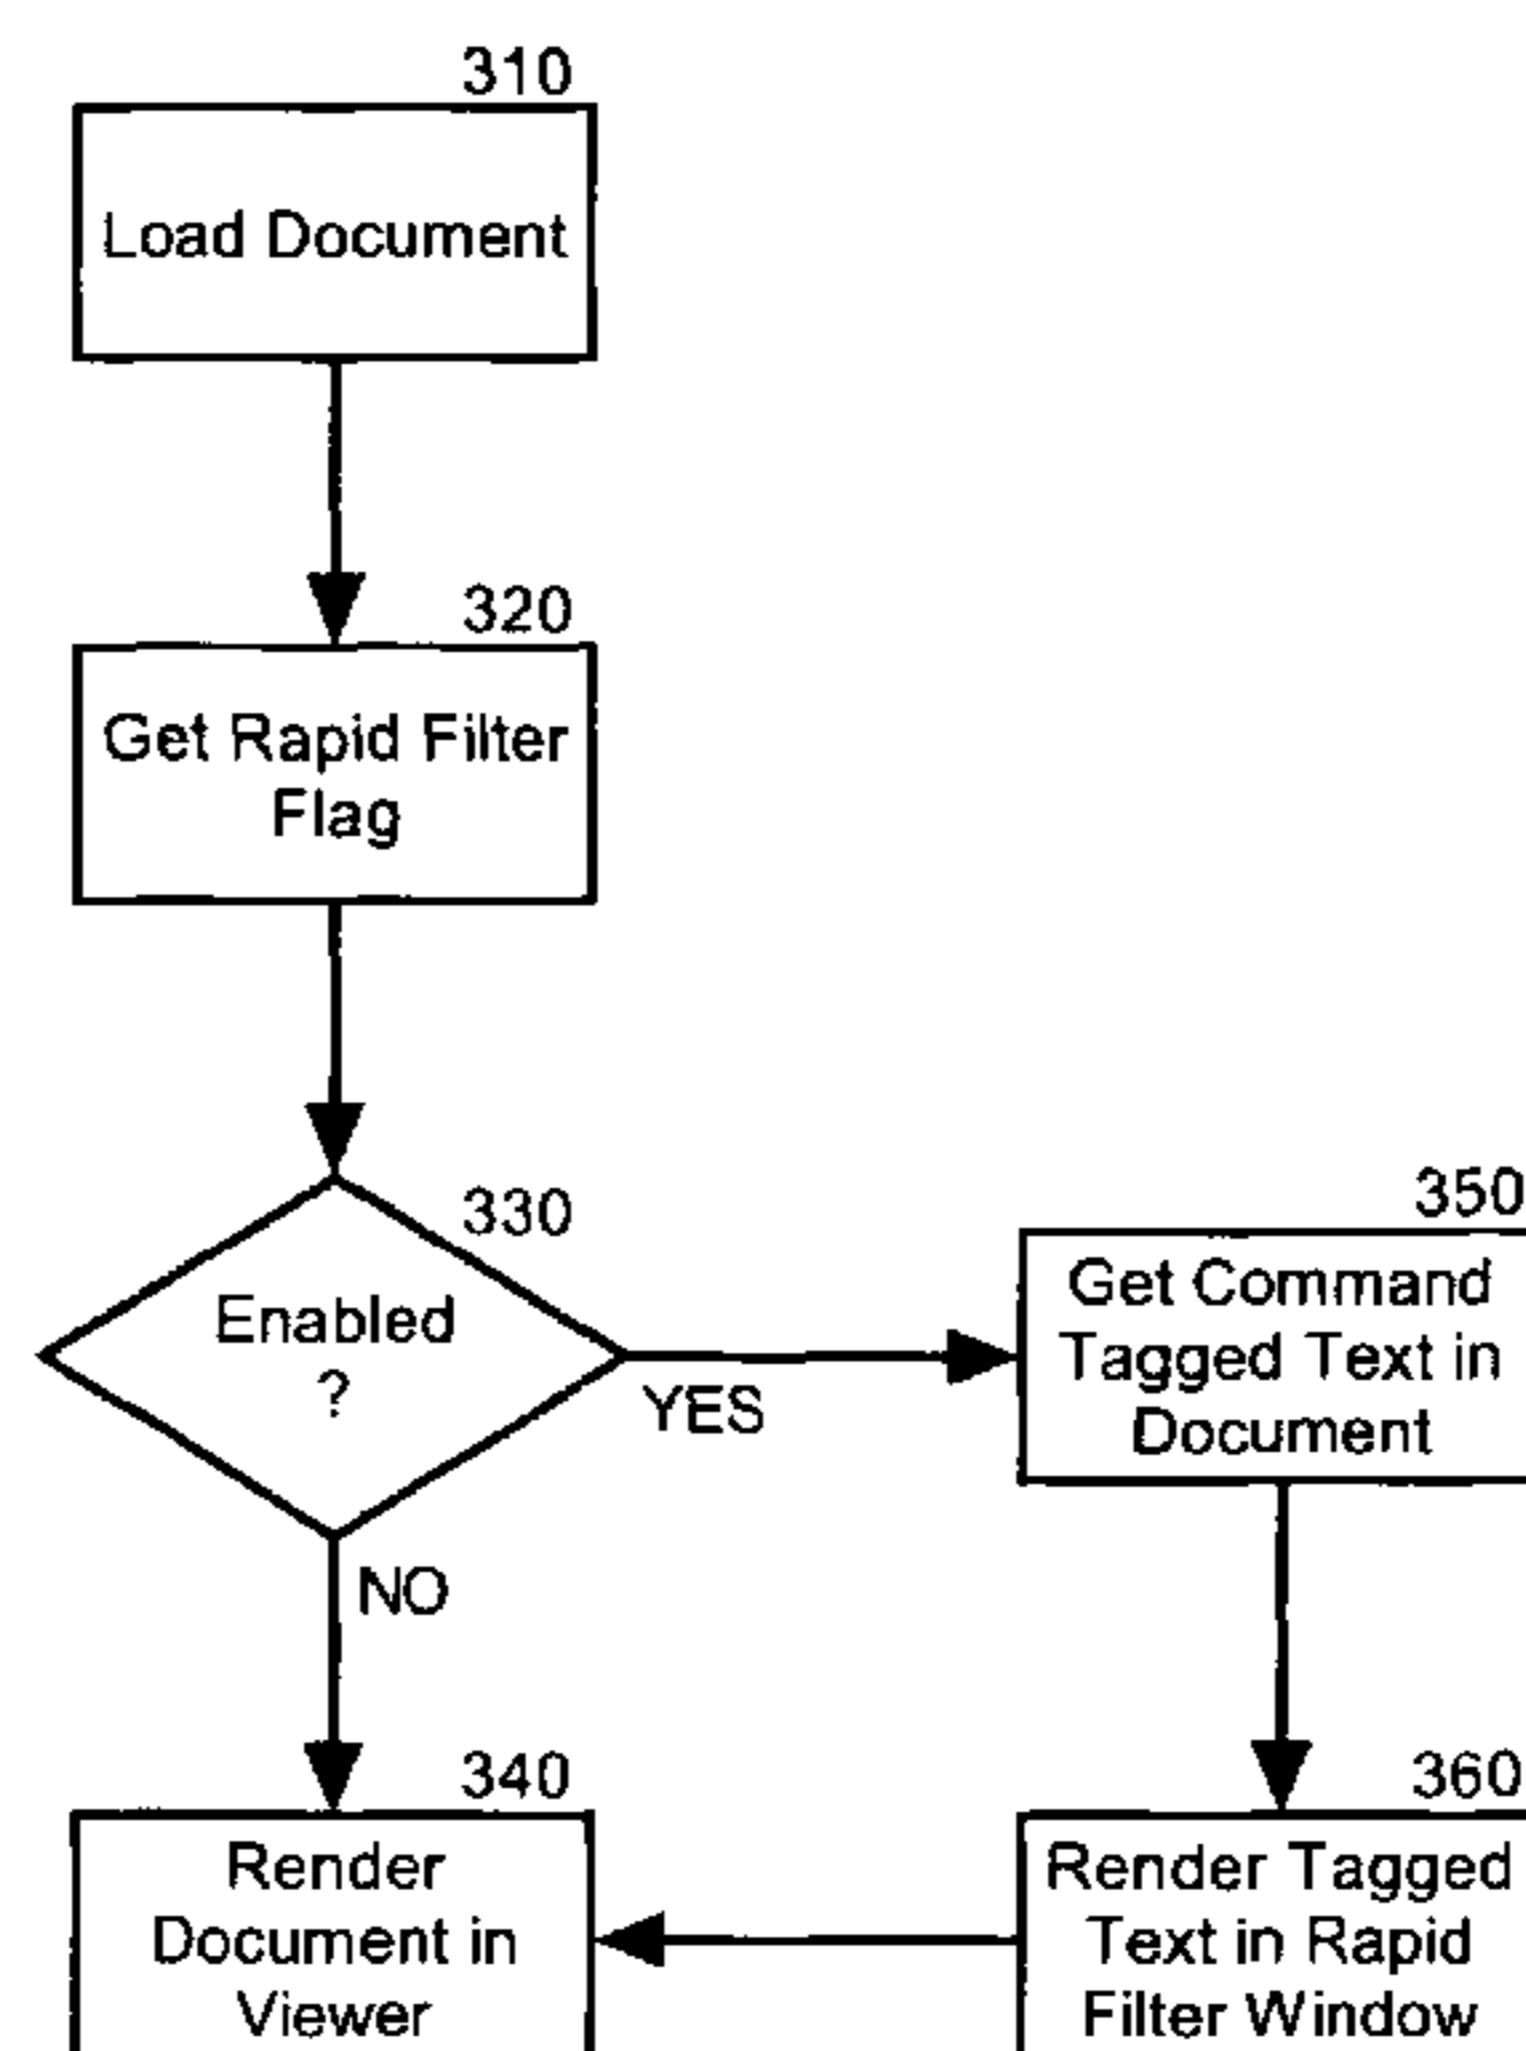 310
Load Document
320
Get Rapid Filter
Flag
330
Enabled
?
YES
NO
350
Get Command
Tagged Text in
Document
340
Render
Document in
Viewer
360
Render Tagged
Text in Rapid
Filter Window